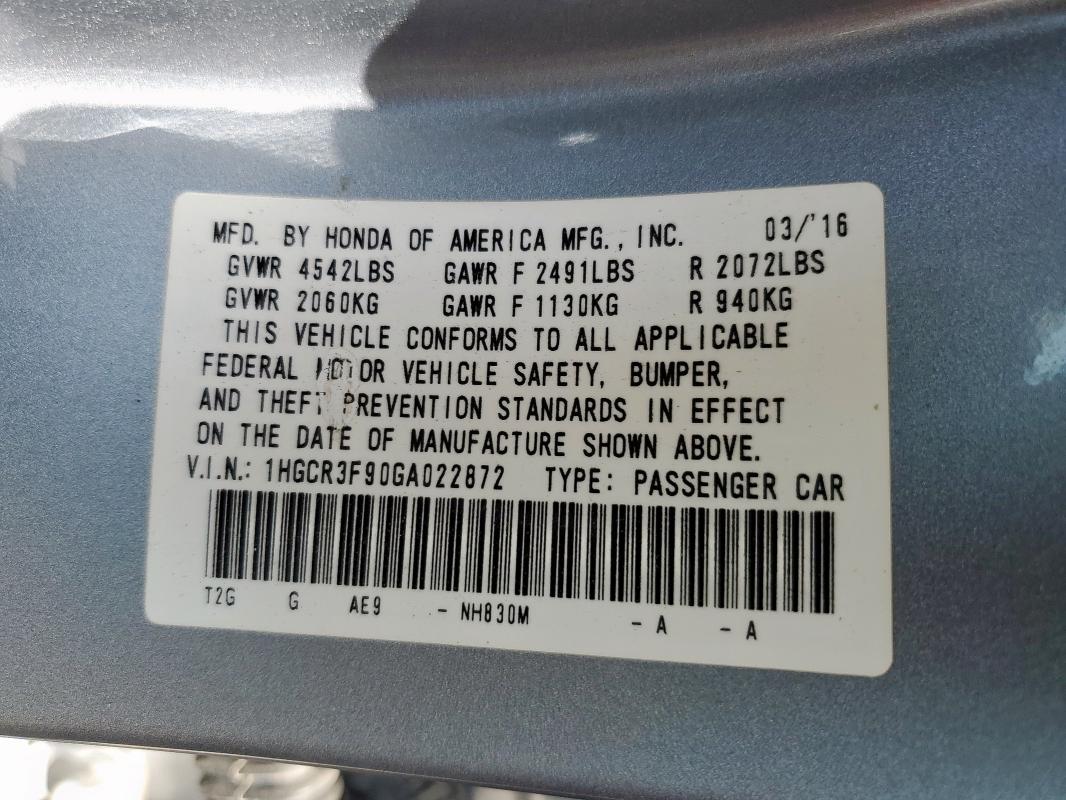 MFD. BY HONDA OF AMERICA MFG., INC. 03/'16
GVWR 4542LBS GAWR F 2491LBS R 2072LBS
GVWR 2060KG GAWR F 1130KG R 940KG
THIS VEHICLE CONFORMS TO ALL APPLICABLE
FEDERAL MOTOR VEHICLE SAFETY, BUMPER,
AND THEFT PREVENTION STANDARDS IN EFFECT
ON THE DATE OF MANUFACTURE SHOWN ABOVE.
V.I.N.: 1HGCR3F90GA022872 TYPE: PASSENGER CAR
T2G G AE9 - NH830M - A - A